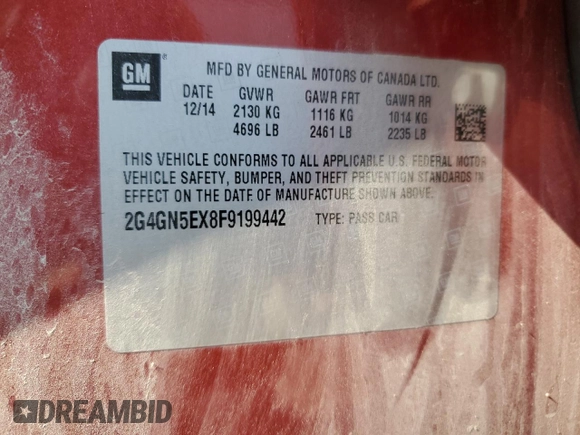 GM
MFD BY GENERAL MOTORS OF CANADA LTD.
DATE GVWR GAWR FRT GAWR RR
12/14 2130 KG 1116 KG 1014 KG
4696 LB 2461 LB 2235 LB
THIS VEHICLE CONFORMS TO ALL APPLICABLE U.S. FEDERAL MOTOR
VEHICLE SAFETY, BUMPER, AND THEFT PREVENTION STANDARDS IN
EFFECT ON THE DATE OF MANUFACTURE SHOWN ABOVE.
2G4GN5EX8F9199442 TYPE: PASS CAR
DREAMBID